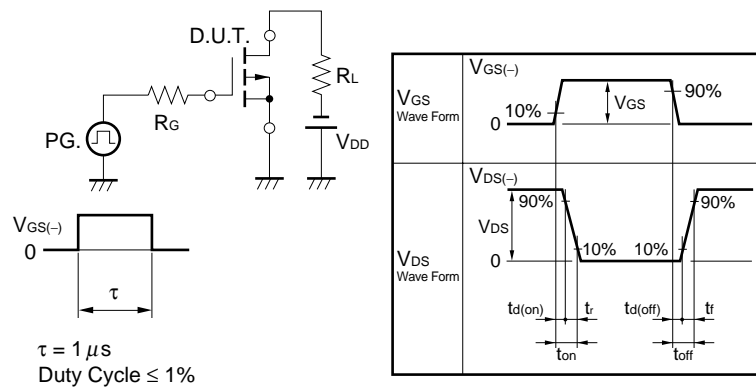 D.U.T.
RL
RG
VDD
PG.
VGS(−)
0
τ
τ = 1 μs
Duty Cycle ≤ 1%
VGS
Wave Form
VGS(−)
10%
0
VGS
90%
VDS
Wave Form
VDS(−)
90%
VDS
0
10%
10%
90%
td(on)
tr
td(off)
tf
ton
toff